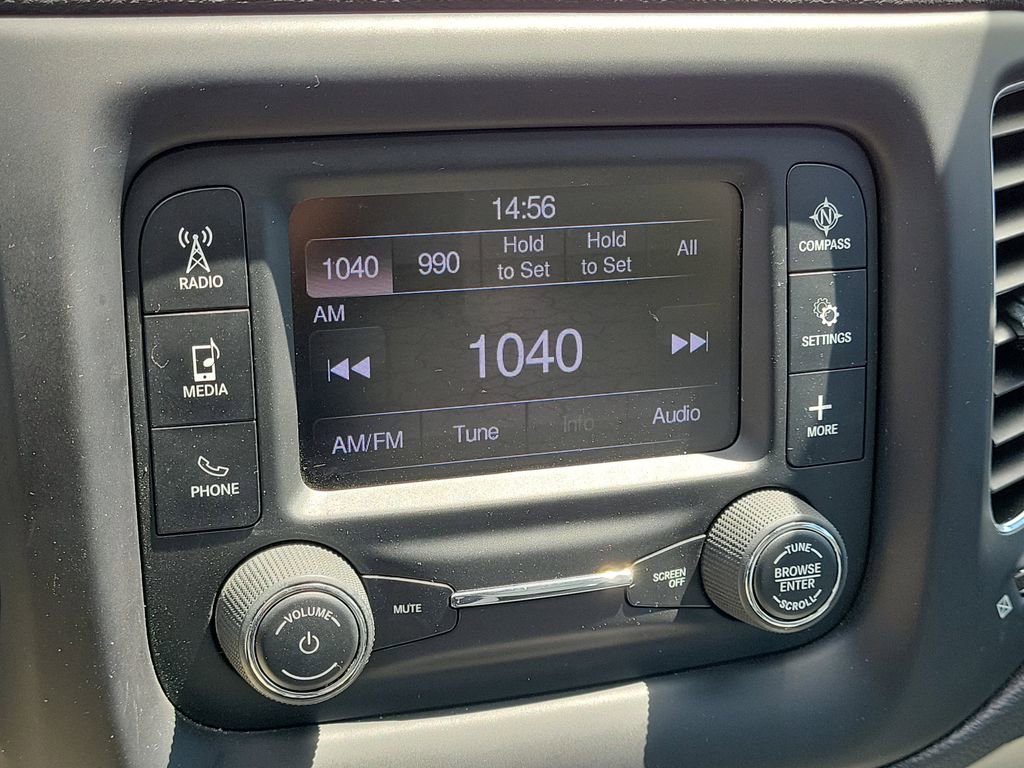 14:56
1040 990 Hold to Set Hold to Set All
AM
1040
AM/FM Tune Info Audio
RADIO
MEDIA
PHONE
N
COMPASS
SETTINGS
MORE
VOLUME
MUTE
SCREEN
OFF
TUNE
BROWSE
ENTER
SCROLL